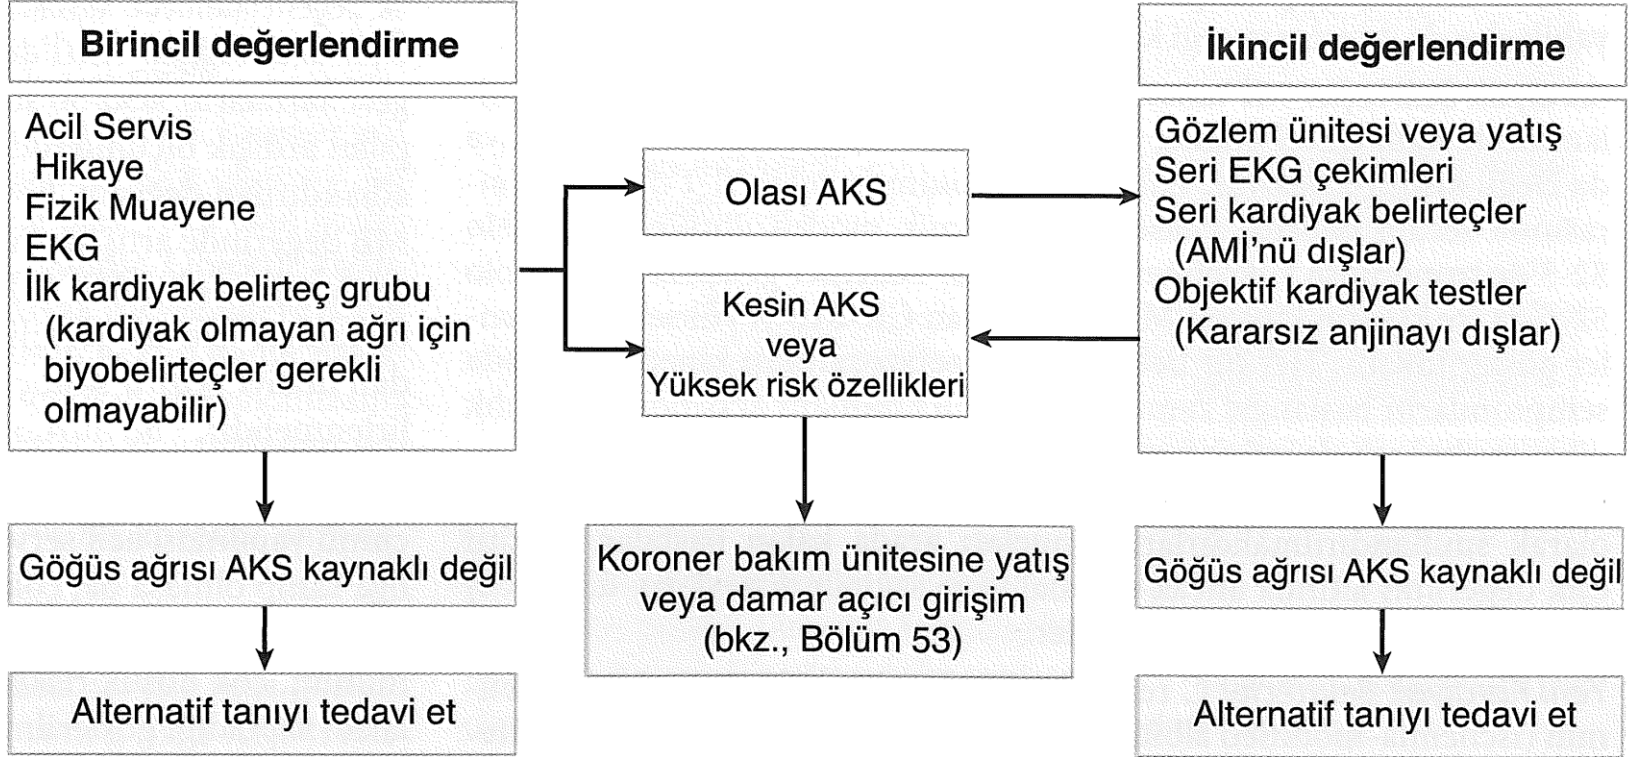 Birincil değerlendirme
Acil Servis
Hikaye
Fizik Muayene
EKG
İlk kardiyak belirteç grubu
(kardiyak olmayan ağrı için
biyobelirteçler gerekli
olmayabilir)
Göğüs ağrısı AKS kaynaklı değil
Alternatif tanıyı tedavi et
Olası AKS
Kesin AKS
veya
Yüksek risk özellikleri
Koroner bakım ünitesine yatış
veya damar açıcı girişim
(bkz., Bölüm 53)
İkincil değerlendirme
Gözlem ünitesi veya yatış
Seri EKG çekimleri
Seri kardiyak belirteçler
(AMİ’nü dışlar)
Objektif kardiyak testler
(Kararsız anjinayı dışlar)
Göğüs ağrısı AKS kaynaklı değil
Alternatif tanıyı tedavi et